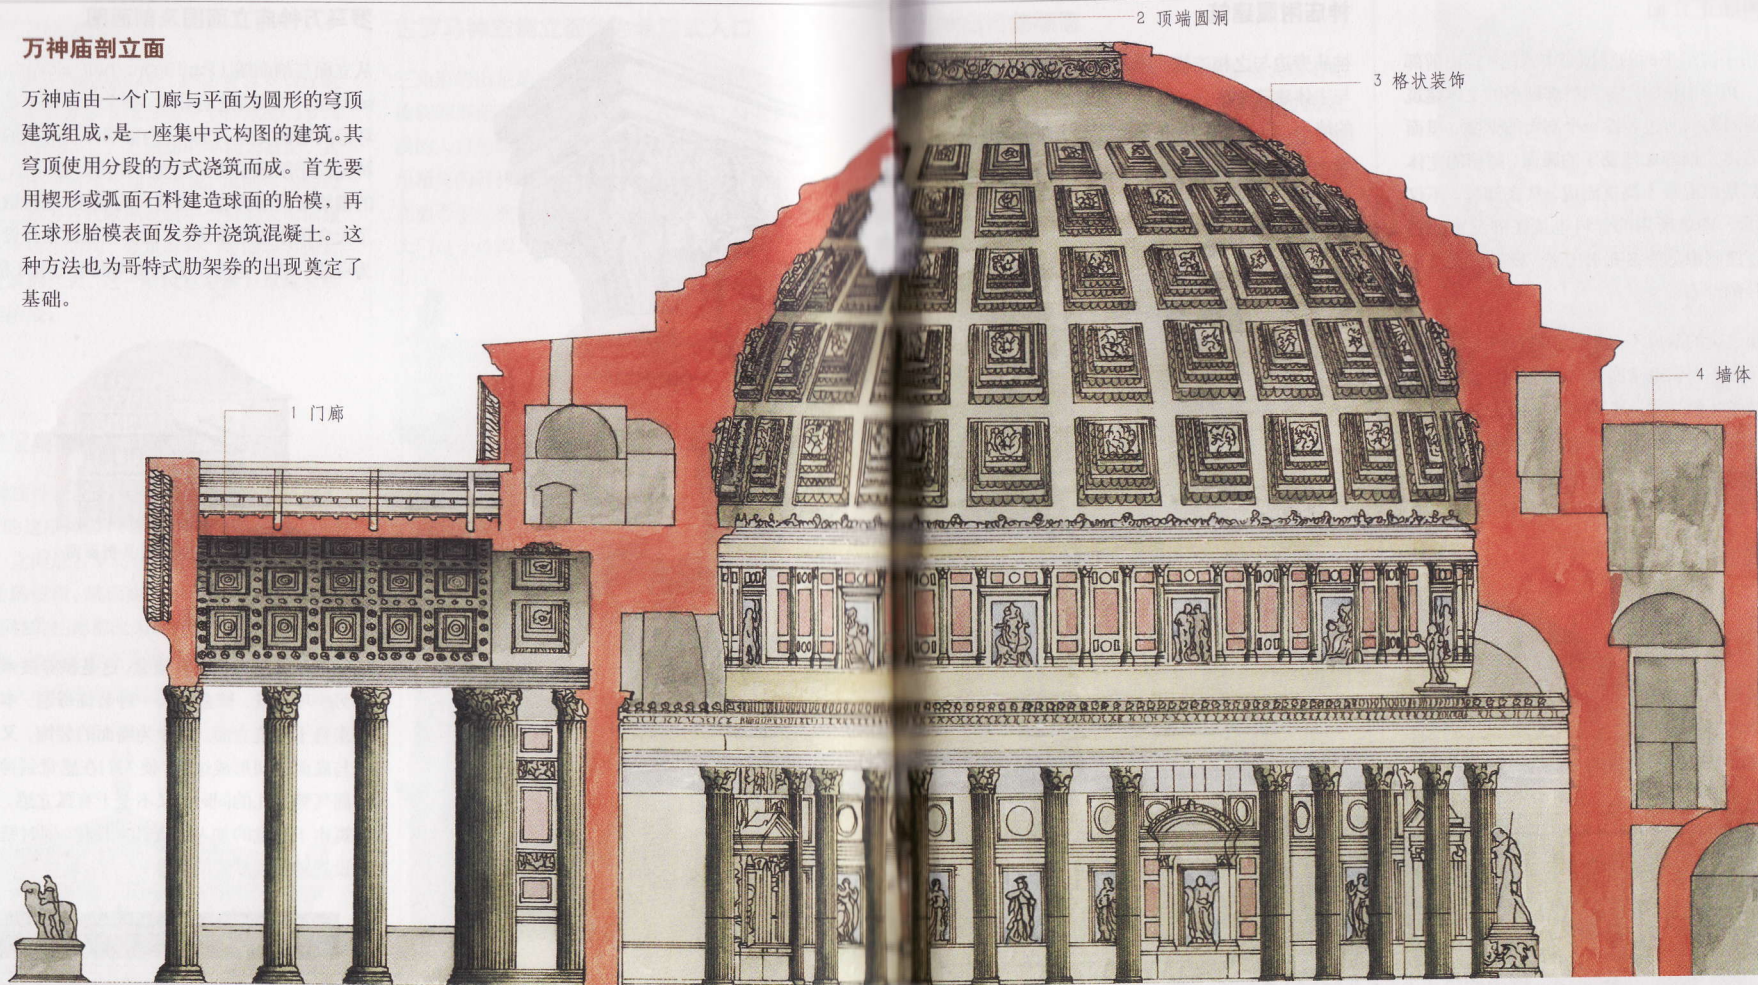 万神庙剖立面
万神庙由一个门廊与平面为圆形的穹顶
建筑组成，是一座集中式构图的建筑。其
穹顶使用分段的方式浇筑而成。首先要
用楔形或弧面石料建造球面的胎模，再
在球形胎模表面发券并浇筑混凝土。这
种方法也为哥特式肋架券的出现奠定了
基础。
2 顶端圆洞
3 格状装饰
4 墙体
1 门廊